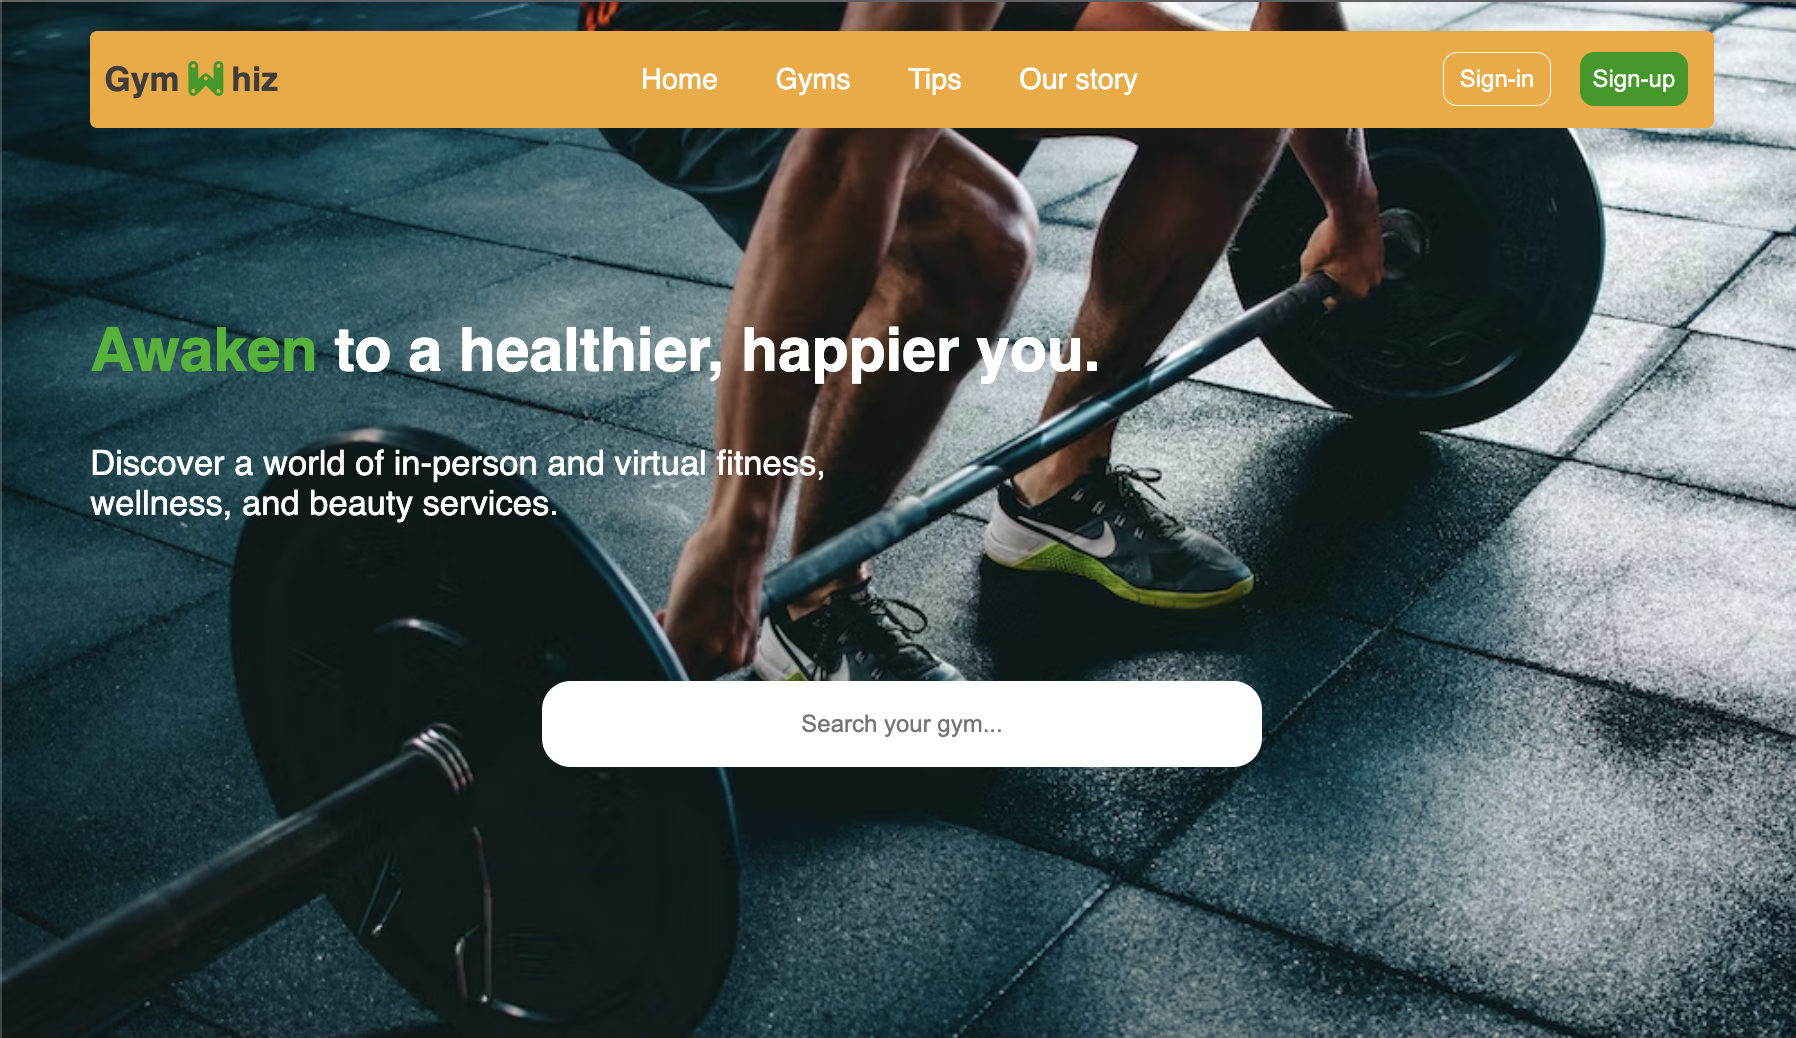 Gym Whiz
Home
Gyms
Tips
Our story
Sign-in
Sign-up
Awaken to a healthier, happier you.
Discover a world of in-person and virtual fitness,
wellness, and beauty services.
Search your gym...